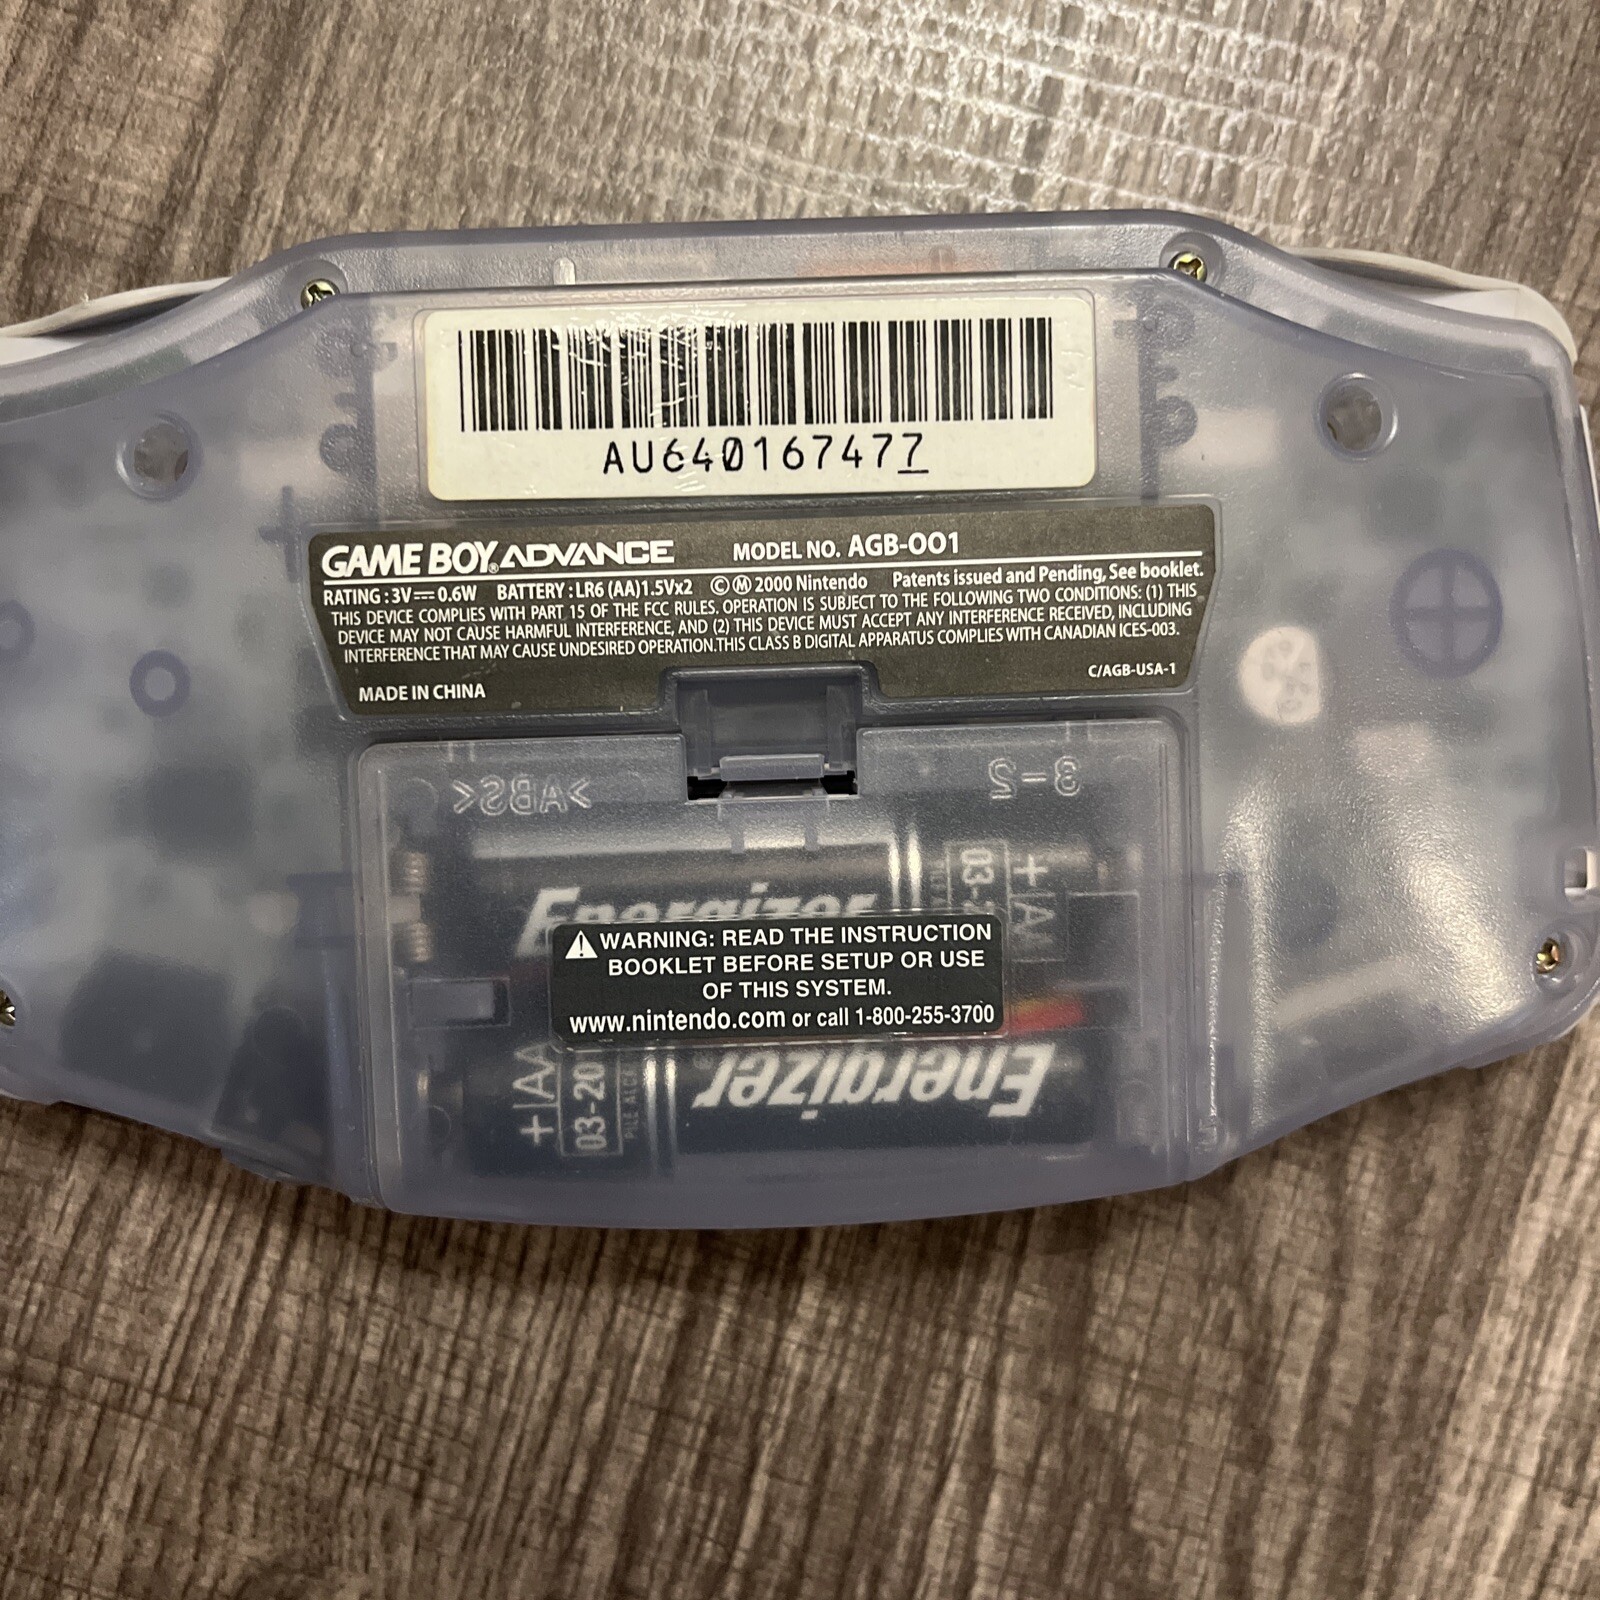 AU640167477
GAME BOY® ADVANCE MODEL NO. AGB-001
RATING : 3V⎓0.6W BATTERY : LR6 (AA)1.5Vx2 ©Ⓜ 2000 Nintendo Patents issued and Pending, See booklet.
THIS DEVICE COMPLIES WITH PART 15 OF THE FCC RULES. OPERATION IS SUBJECT TO THE FOLLOWING TWO CONDITIONS: (1) THIS
DEVICE MAY NOT CAUSE HARMFUL INTERFERENCE, AND (2) THIS DEVICE MUST ACCEPT ANY INTERFERENCE RECEIVED, INCLUDING
INTERFERENCE THAT MAY CAUSE UNDESIRED OPERATION.THIS CLASS B DIGITAL APPARATUS COMPLIES WITH CANADIAN ICES-003.
C/AGB-USA-1
MADE IN CHINA
>ABS<
3-2
Energizer
+AA
⚠ WARNING: READ THE INSTRUCTION
BOOKLET BEFORE SETUP OR USE
OF THIS SYSTEM.
www.nintendo.com or call 1-800-255-3700
Energizer
+AA
03-20